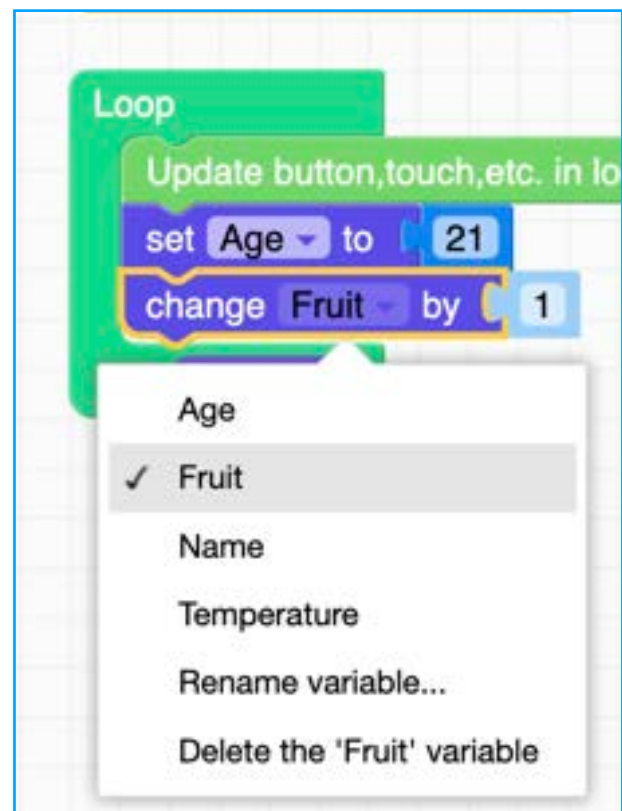 Loop
Update button,touch,etc. in lo
set Age to 21
change Fruit by 1
Age
✓ Fruit
Name
Temperature
Rename variable...
Delete the 'Fruit' variable